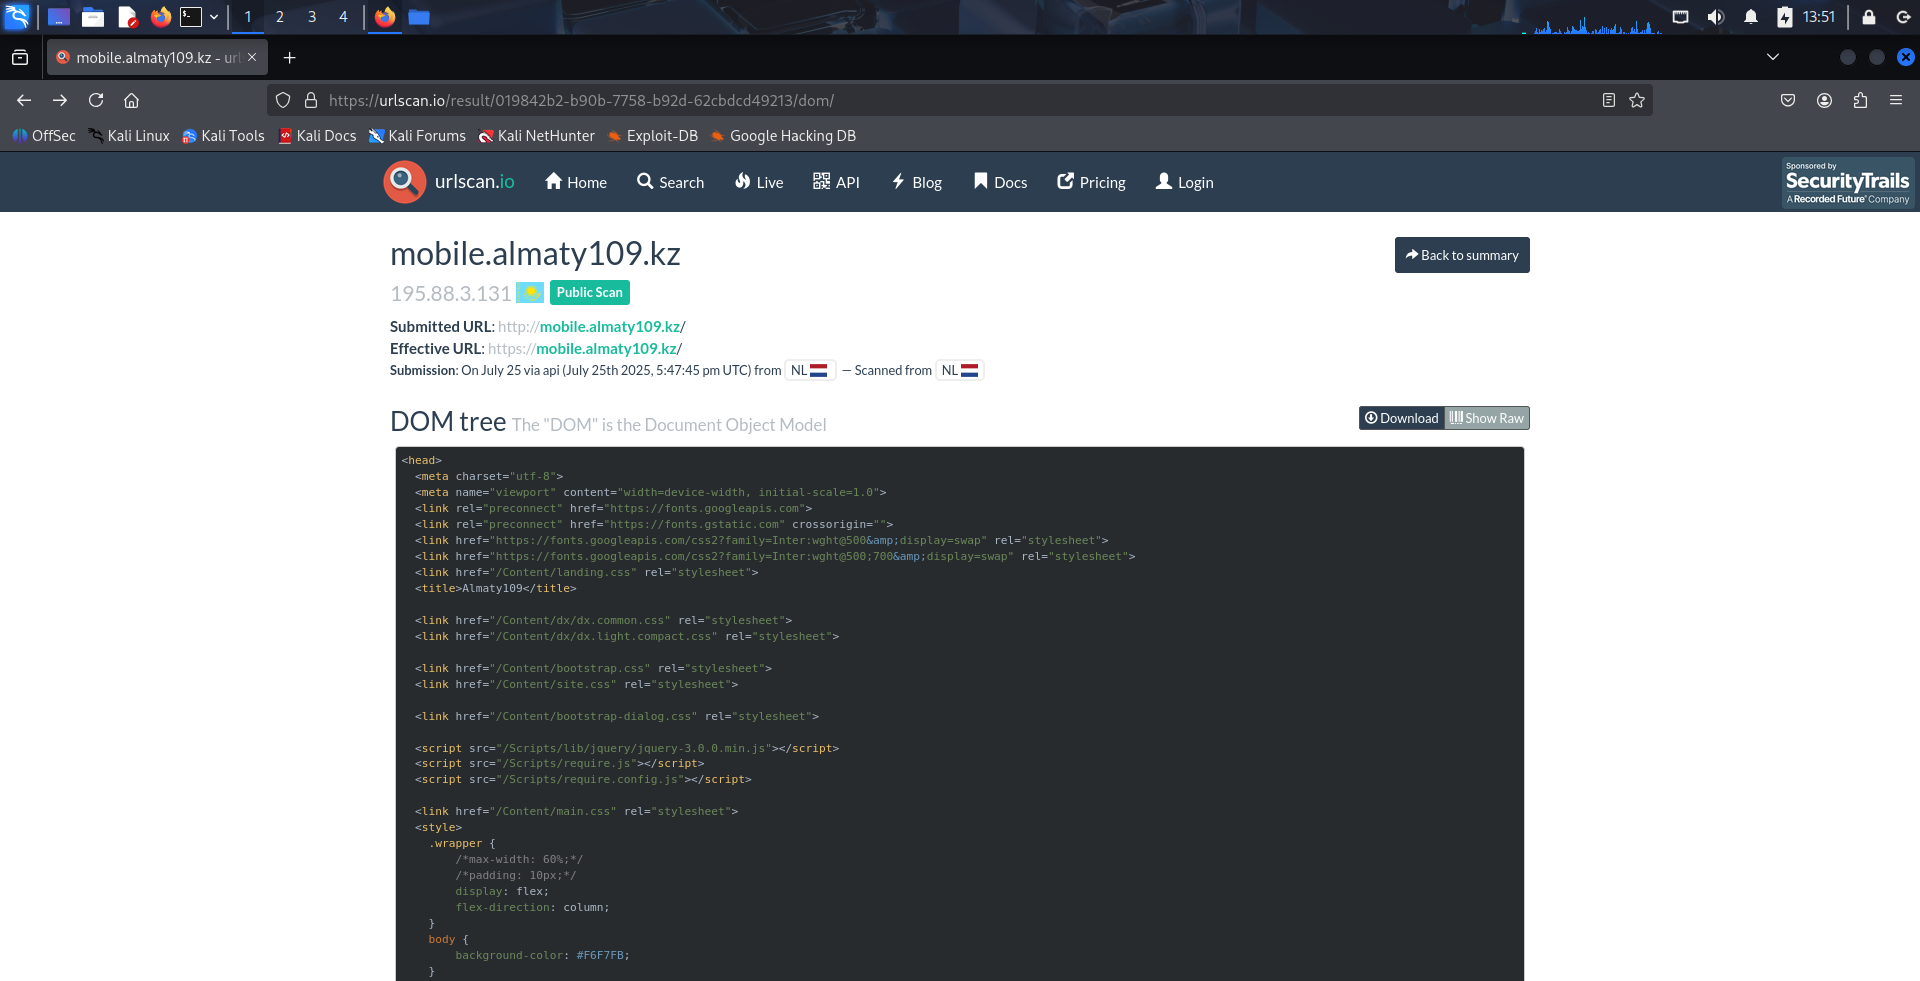 1 2 3 4 13:51
mobile.almaty109.kz - url
https://urlscan.io/result/019842b2-b90b-7758-b92d-62cbdcd49213/dom/
OffSec Kali Linux Kali Tools Kali Docs Kali Forums Kali NetHunter Exploit-DB Google Hacking DB
urlscan.io Home Search Live API Blog Docs Pricing Login
Sponsored by
SecurityTrails
A Recorded Future® Company
mobile.almaty109.kz
Back to summary
195.88.3.131 Public Scan
Submitted URL: http://mobile.almaty109.kz/
Effective URL: https://mobile.almaty109.kz/
Submission: On July 25 via api (July 25th 2025, 5:47:45 pm UTC) from NL — Scanned from NL
DOM tree The "DOM" is the Document Object Model
Download Show Raw
<head>
<meta charset="utf-8">
<meta name="viewport" content="width=device-width, initial-scale=1.0">
<link rel="preconnect" href="https://fonts.googleapis.com">
<link rel="preconnect" href="https://fonts.gstatic.com" crossorigin="">
<link href="https://fonts.googleapis.com/css2?family=Inter:wght@500&amp;display=swap" rel="stylesheet">
<link href="https://fonts.googleapis.com/css2?family=Inter:wght@500;700&amp;display=swap" rel="stylesheet">
<link href="/Content/landing.css" rel="stylesheet">
<title>Almaty109</title>
<link href="/Content/dx/dx.common.css" rel="stylesheet">
<link href="/Content/dx/dx.light.compact.css" rel="stylesheet">
<link href="/Content/bootstrap.css" rel="stylesheet">
<link href="/Content/site.css" rel="stylesheet">
<link href="/Content/bootstrap-dialog.css" rel="stylesheet">
<script src="/Scripts/lib/jquery/jquery-3.0.0.min.js"></script>
<script src="/Scripts/require.js"></script>
<script src="/Scripts/require.config.js"></script>
<link href="/Content/main.css" rel="stylesheet">
<style>
.wrapper {
/*max-width: 60%;*/
/*padding: 10px;*/
display: flex;
flex-direction: column;
}
body {
background-color: #F6F7FB;
}